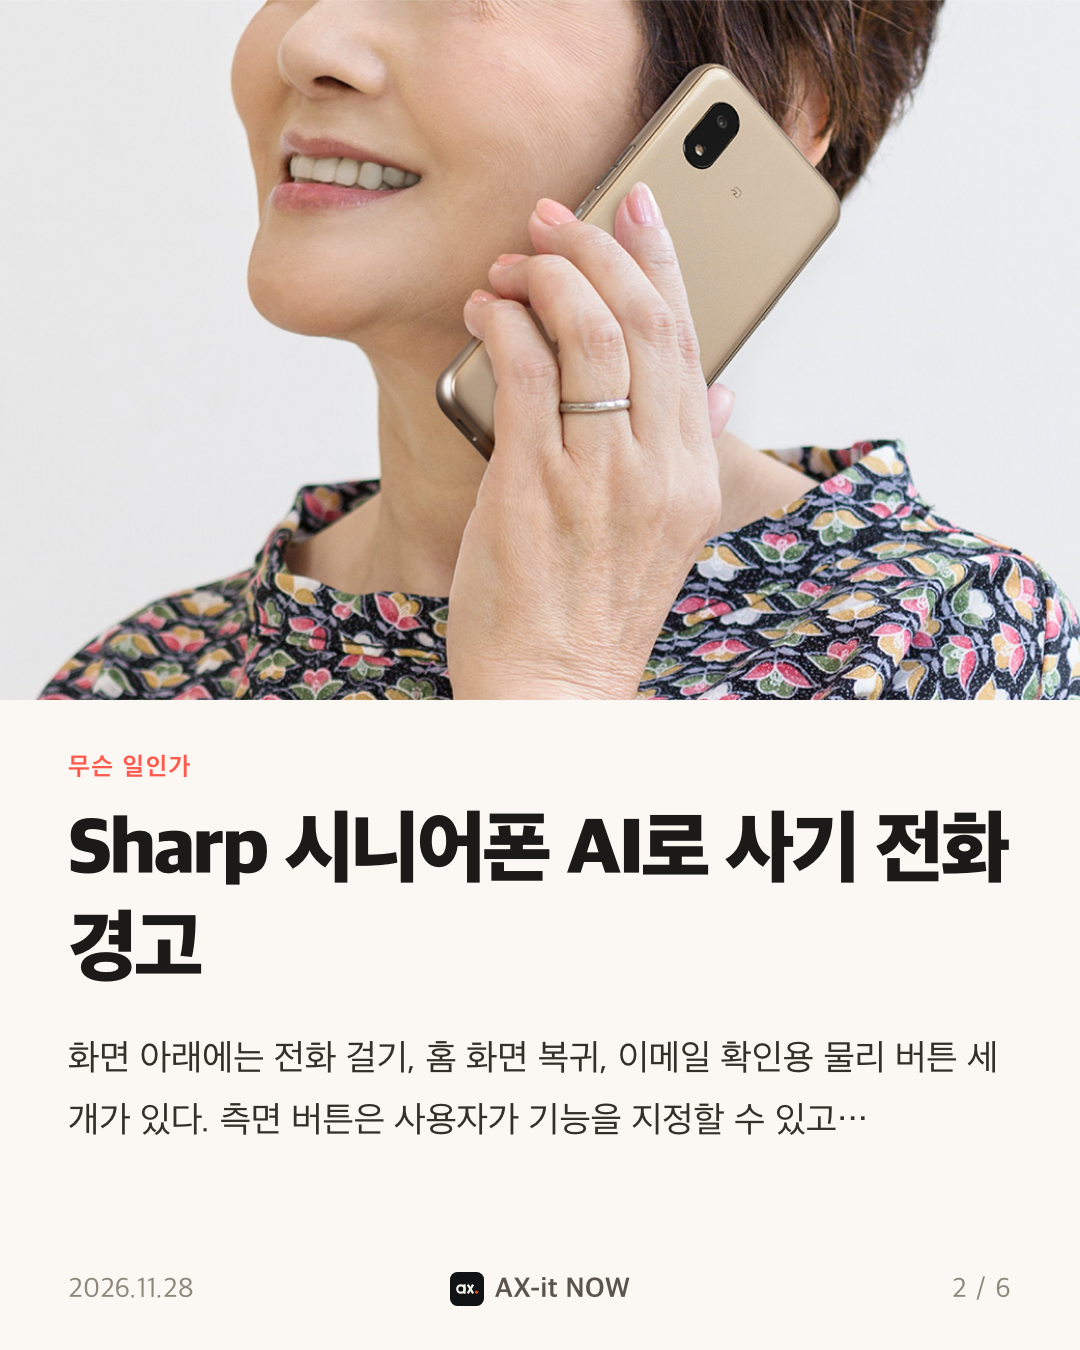 무슨 일인가
Sharp 시니어폰 AI로 사기 전화
경고
화면 아래에는 전화 걸기, 홈 화면 복귀, 이메일 확인용 물리 버튼 세
개가 있다. 측면 버튼은 사용자가 기능을 지정할 수 있고…
2026.11.28
ax. AX-it NOW
2 / 6